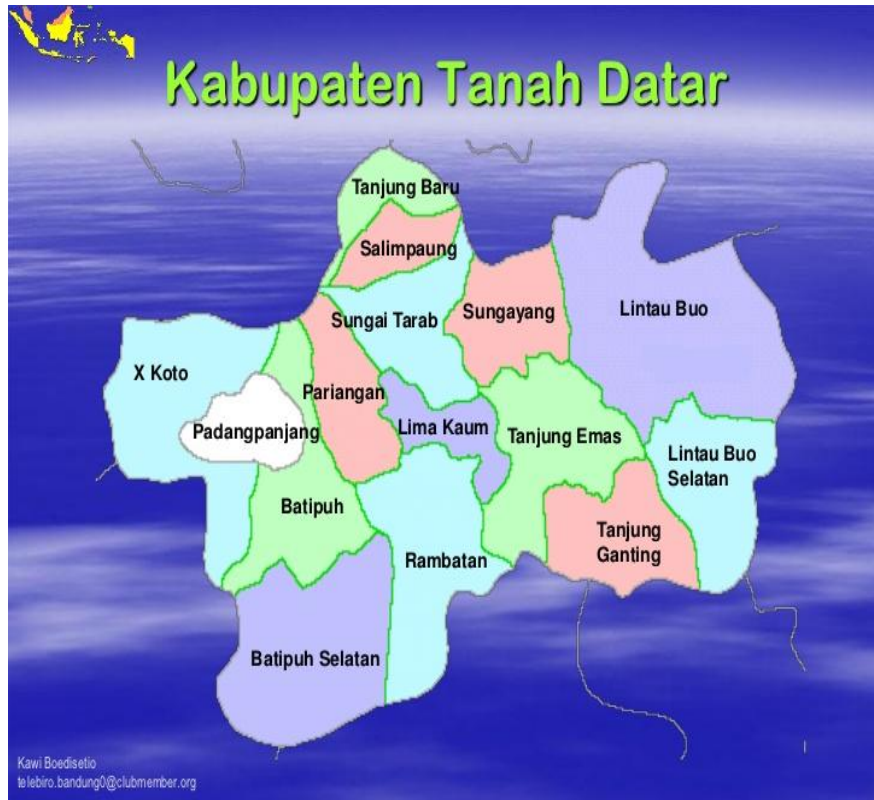 Kabupaten Tanah Datar
Tanjung Baru
Salimpaung
Sungai Tarab
Sungayang
Lintau Buo
X Koto
Pariangan
Padangpanjang
Lima Kaum
Tanjung Emas
Lintau Buo
Selatan
Batipuh
Rambatan
Tanjung
Ganting
Batipuh Selatan
Kawi Boedisetio
telebiro.bandung0@clubmember.org